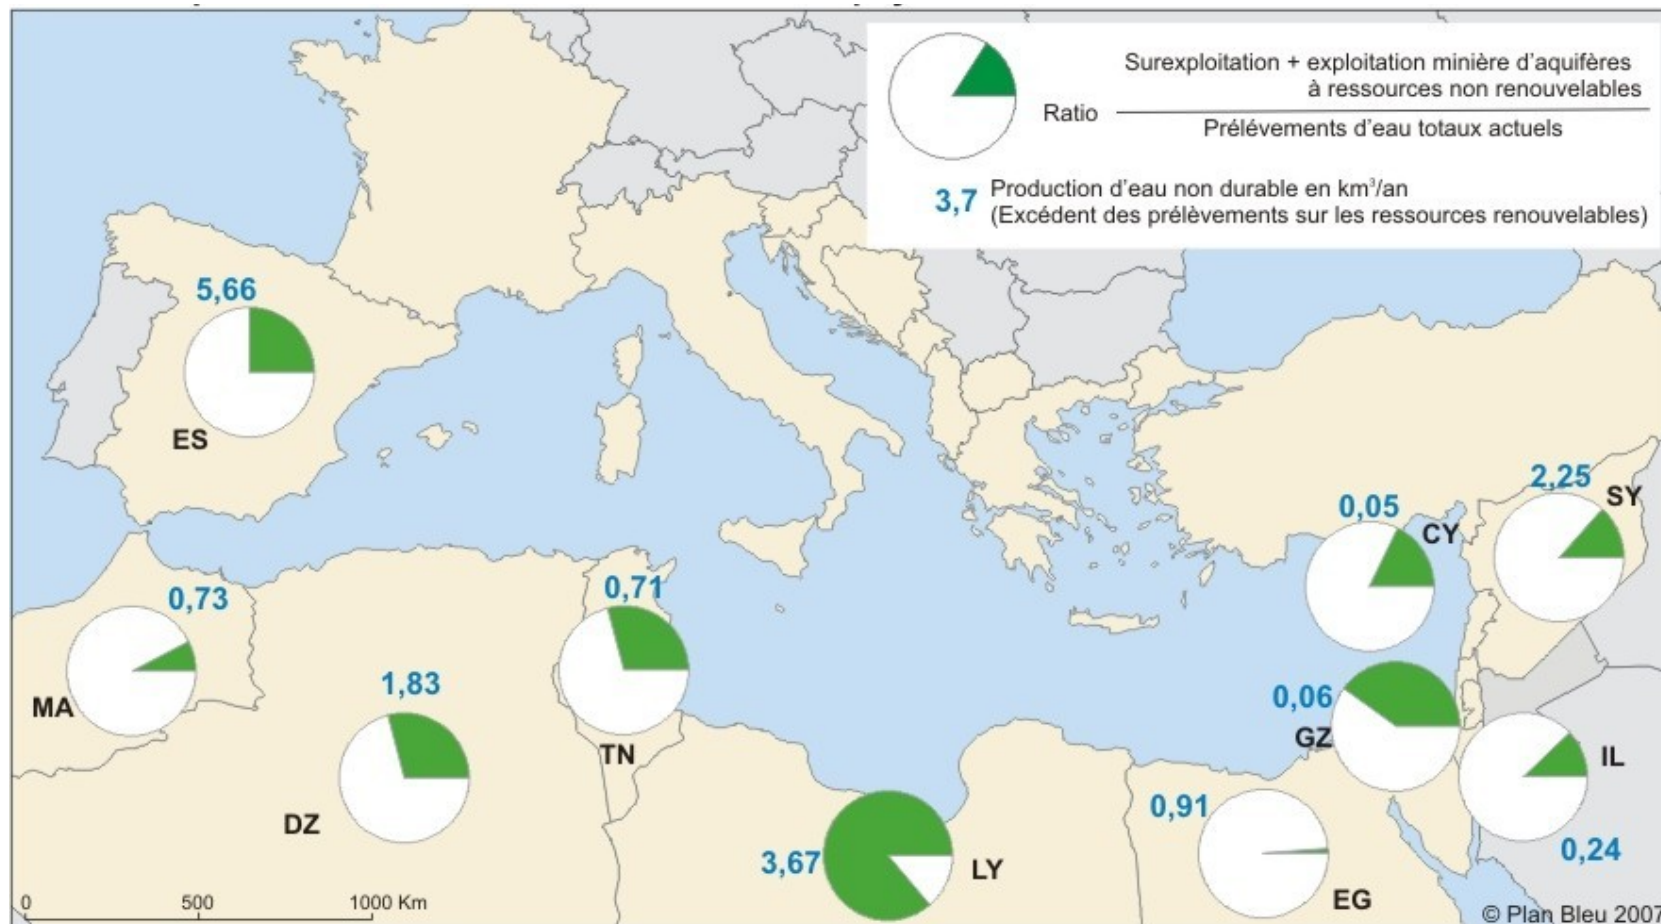 Surexploitation + exploitation minière d'aquifères
à ressources non renouvelables
Ratio
Prélévements d'eau totaux actuels
3,7
Production d'eau non durable en km³/an
(Excédent des prélèvements sur les ressources renouvelables)
5,66
ES
2,25
SY
0,05
CY
0,73
MA
0,71
TN
1,83
DZ
0,06
GZ
IL
0,24
3,67
LY
0,91
EG
0 500 1000 Km
© Plan Bleu 2007